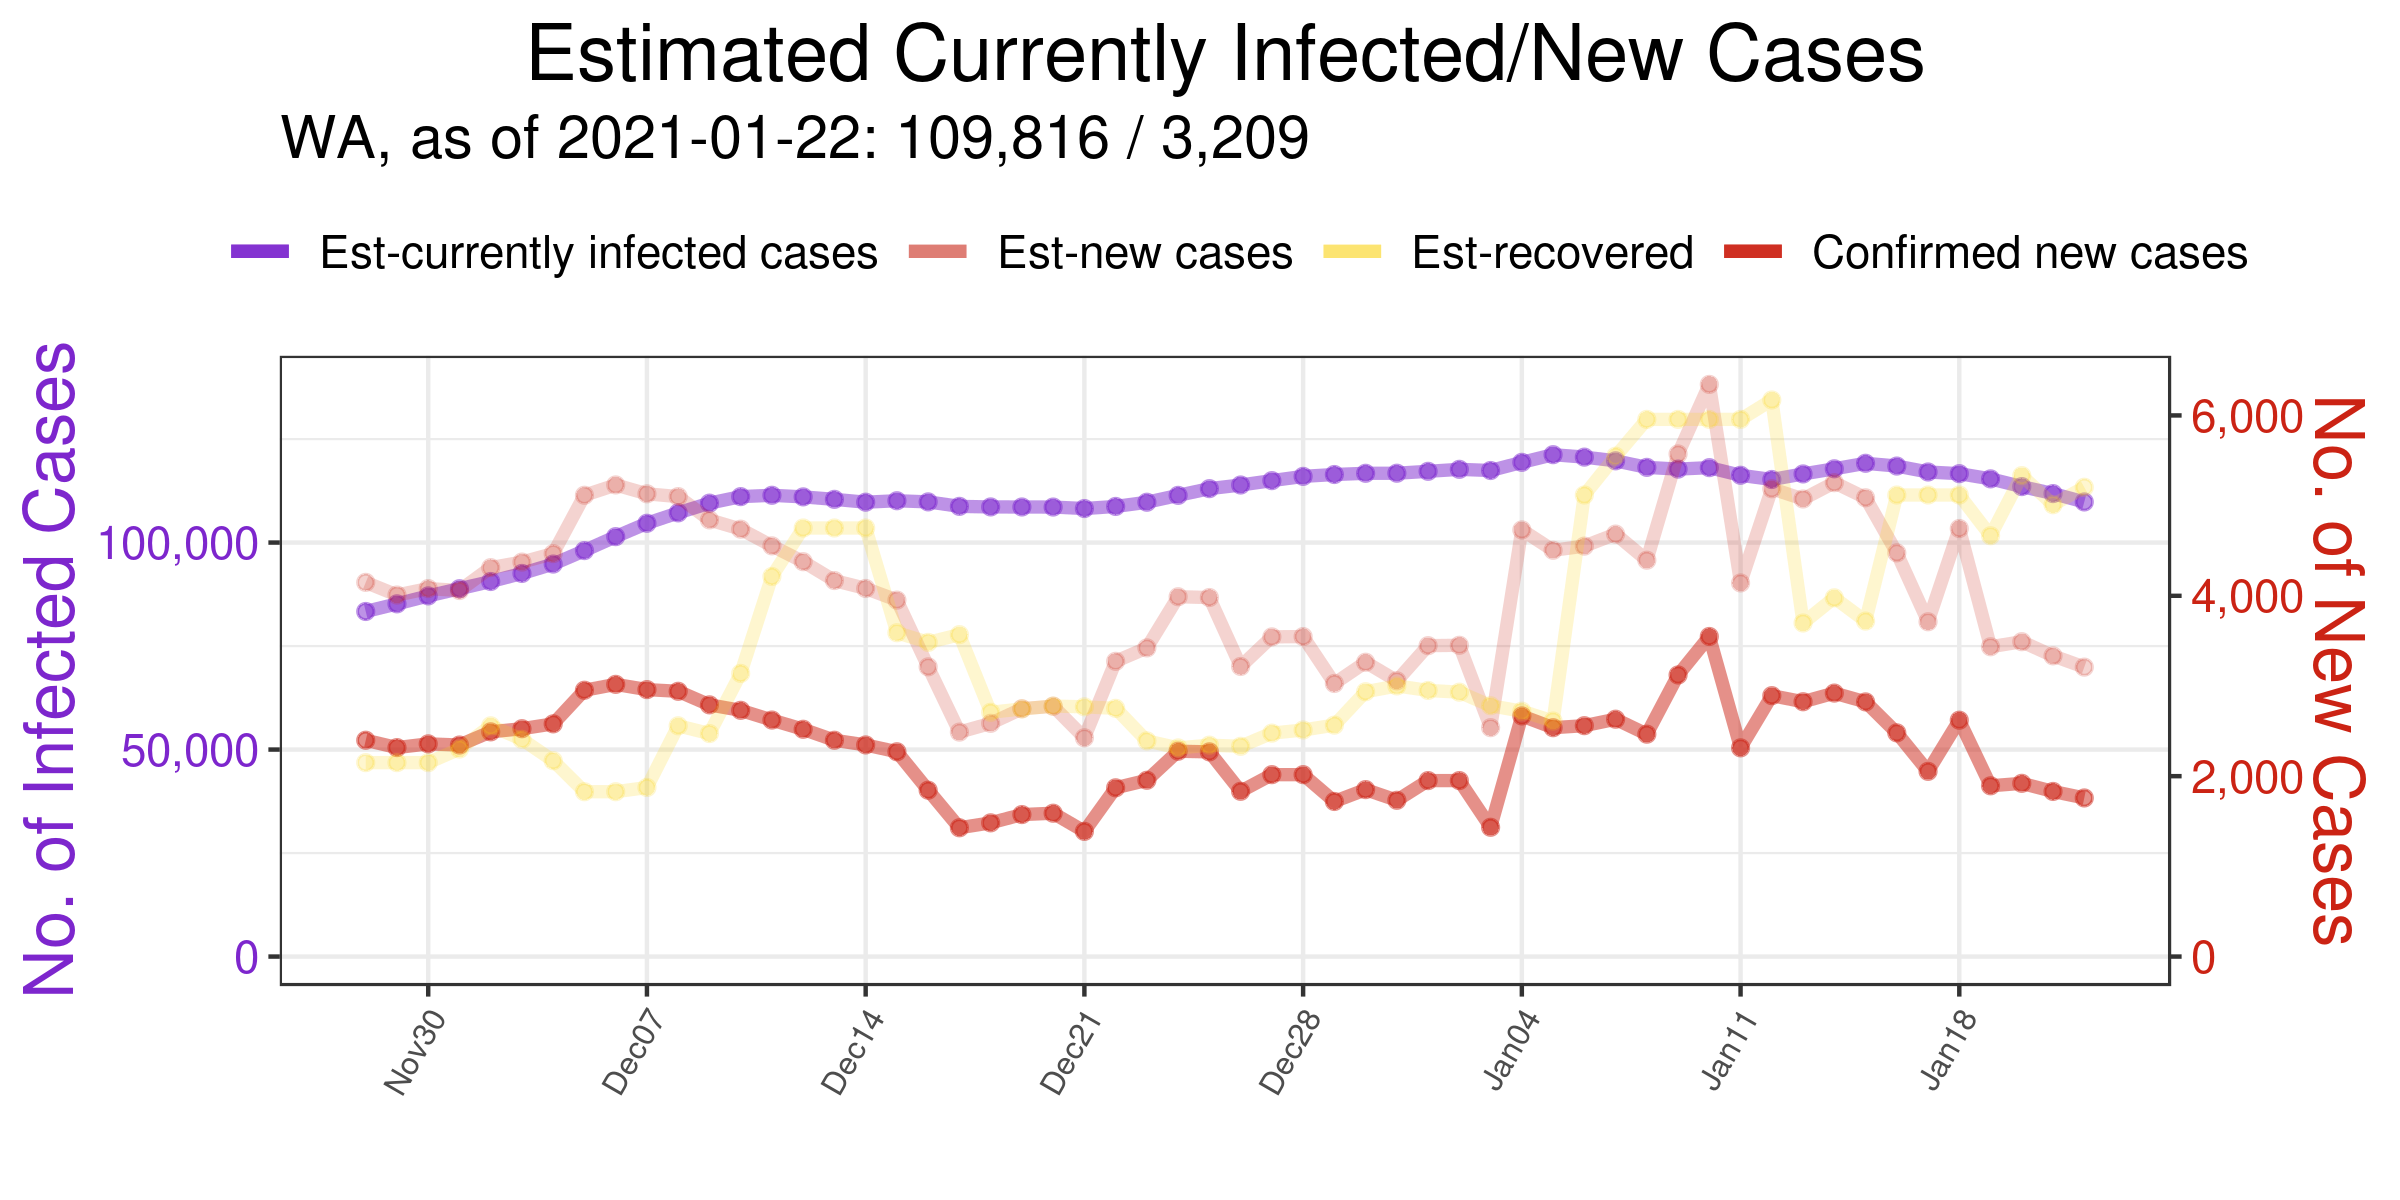 Estimated Currently Infected/New Cases
WA, as of 2021-01-22: 109,816 / 3,209
Est-currently infected cases Est-new cases Est-recovered Confirmed new cases
No. of Infected Cases
100,000
50,000
0
6,000
4,000
2,000
0
No. of New Cases
Nov30 Dec07 Dec14 Dec21 Dec28 Jan04 Jan11 Jan18